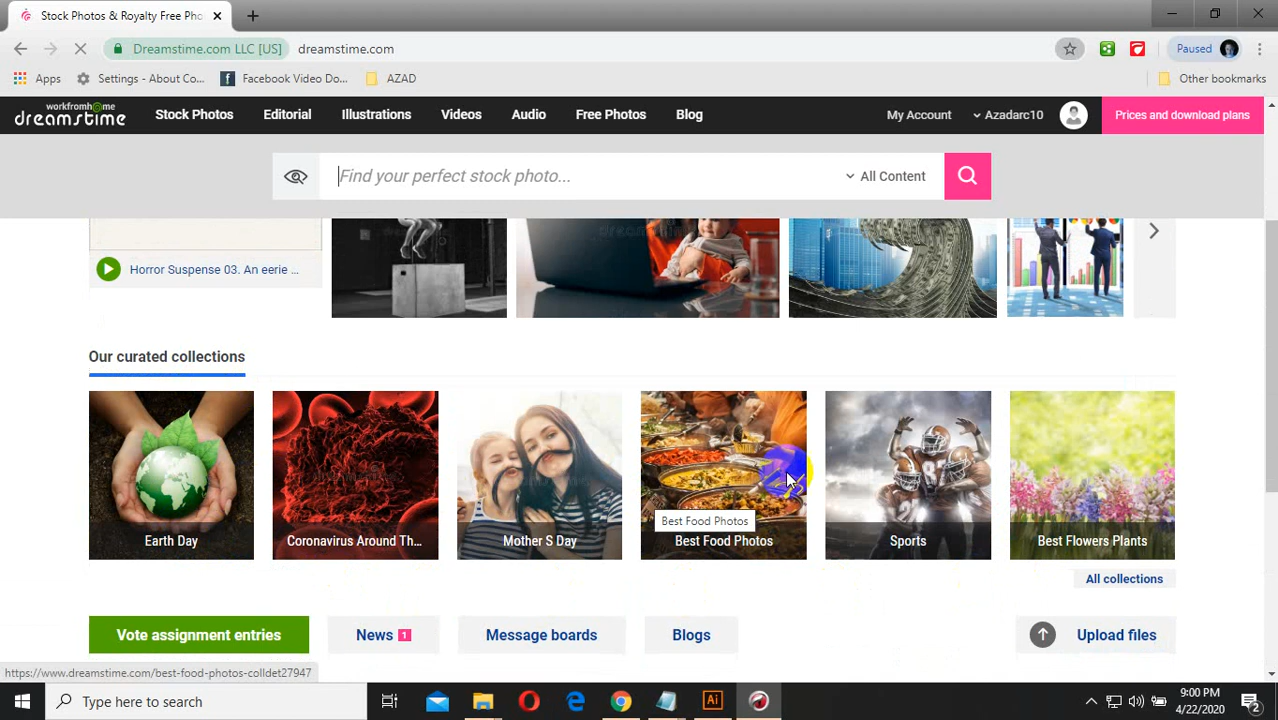 Stock Photos & Royalty Free Pho
Dreamstime.com LLC [US]
dreamstime.com
Paused
Apps
Settings - About Co...
Facebook Video Do...
AZAD
Other bookmarks
workfromh@me
dreamstime
Stock Photos
Editorial
Illustrations
Videos
Audio
Free Photos
Blog
My Account
Azadarc10
Prices and download plans
Find your perfect stock photo...
All Content
Horror Suspense 03. An eerie ...
Our curated collections
Earth Day
Coronavirus Around Th...
Mother S Day
Best Food Photos
Best Food Photos
Sports
Best Flowers Plants
All collections
Vote assignment entries
News 1
Message boards
Blogs
Upload files
https://www.dreamstime.com/best-food-photos-colldet27947
Type here to search
Ai
9:00 PM
4/22/2020
2